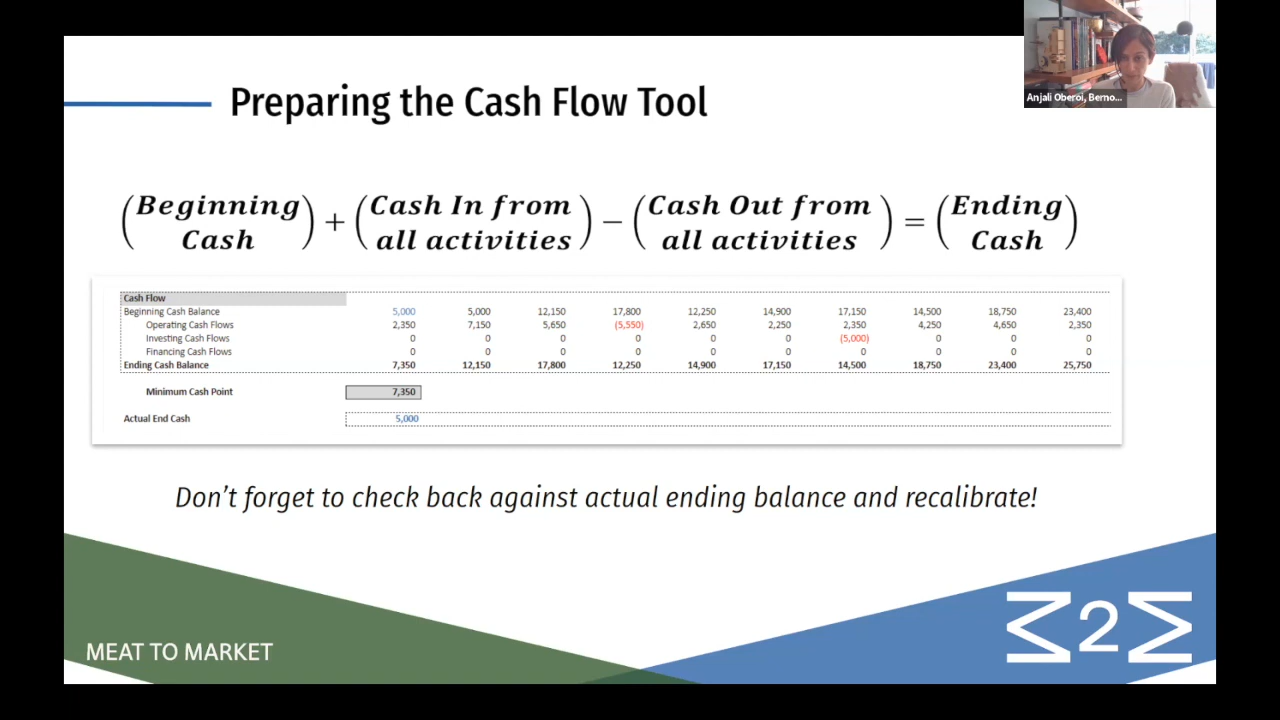 Anjali Oberoi, Berno...
Preparing the Cash Flow Tool
(Beginning Cash) + (Cash In from all activities) − (Cash Out from all activities) = (Ending Cash)
Cash Flow
Beginning Cash Balance 5,000 5,000 12,150 17,800 12,250 14,900 17,150 14,500 18,750 23,400
Operating Cash Flows 2,350 7,150 5,650 (5,550) 2,650 2,250 2,350 4,250 4,650 2,350
Investing Cash Flows 0 0 0 0 0 0 (5,000) 0 0 0
Financing Cash Flows 0 0 0 0 0 0 0 0 0 0
Ending Cash Balance 7,350 12,150 17,800 12,250 14,900 17,150 14,500 18,750 23,400 25,750
Minimum Cash Point 7,350
Actual End Cash 5,000
Don't forget to check back against actual ending balance and recalibrate!
MEAT TO MARKET
M2M